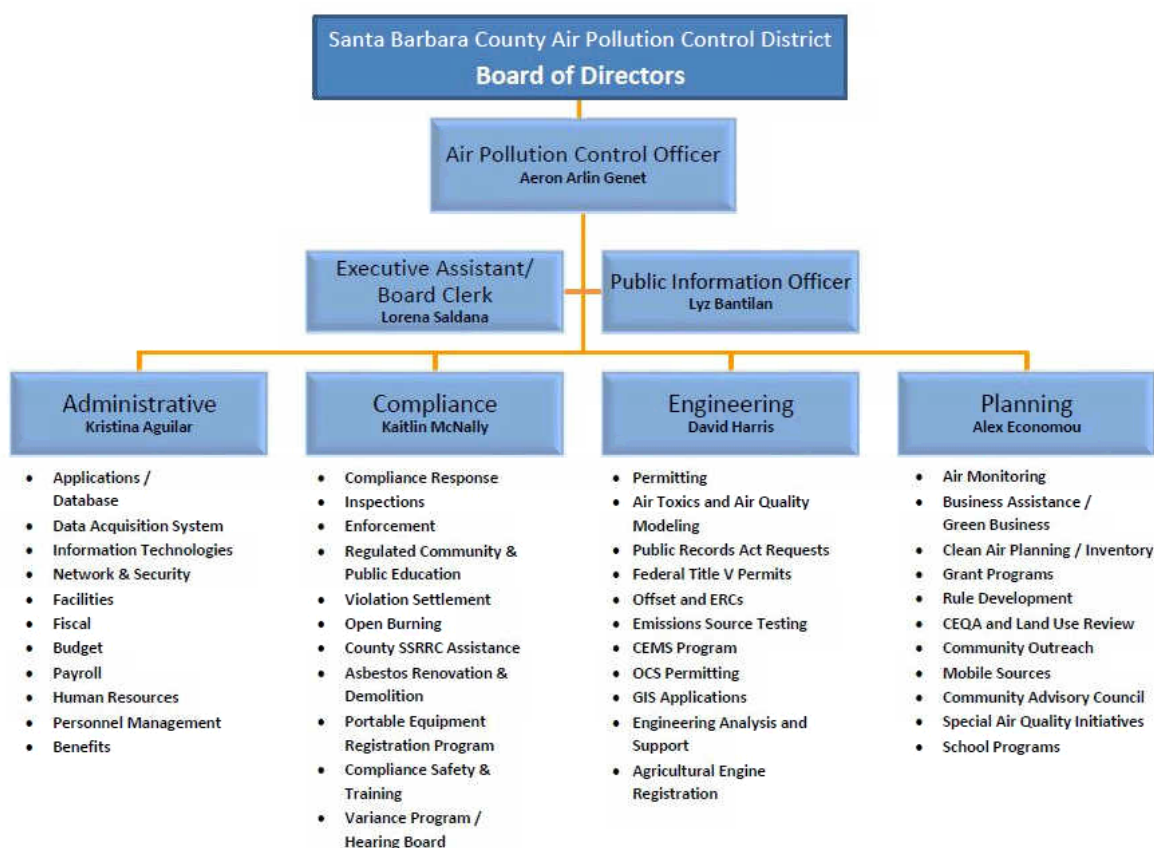 Santa Barbara County Air Pollution Control District
Board of Directors
Air Pollution Control Officer
Aeron Arlin Genet
Executive Assistant/
Board Clerk
Lorena Saldana
Public Information Officer
Lyz Bantilan
Administrative
Kristina Aguilar
• Applications /
Database
• Data Acquisition System
• Information Technologies
• Network & Security
• Facilities
• Fiscal
• Budget
• Payroll
• Human Resources
• Personnel Management
• Benefits
Compliance
Kaitlin McNally
• Compliance Response
• Inspections
• Enforcement
• Regulated Community &
Public Education
• Violation Settlement
• Open Burning
• County SSRRC Assistance
• Asbestos Renovation &
Demolition
• Portable Equipment
Registration Program
• Compliance Safety &
Training
• Variance Program /
Hearing Board
Engineering
David Harris
• Permitting
• Air Toxics and Air Quality
Modeling
• Public Records Act Requests
• Federal Title V Permits
• Offset and ERCs
• Emissions Source Testing
• CEMS Program
• OCS Permitting
• GIS Applications
• Engineering Analysis and
Support
• Agricultural Engine
Registration
Planning
Alex Economou
• Air Monitoring
• Business Assistance /
Green Business
• Clean Air Planning / Inventory
• Grant Programs
• Rule Development
• CEQA and Land Use Review
• Community Outreach
• Mobile Sources
• Community Advisory Council
• Special Air Quality Initiatives
• School Programs